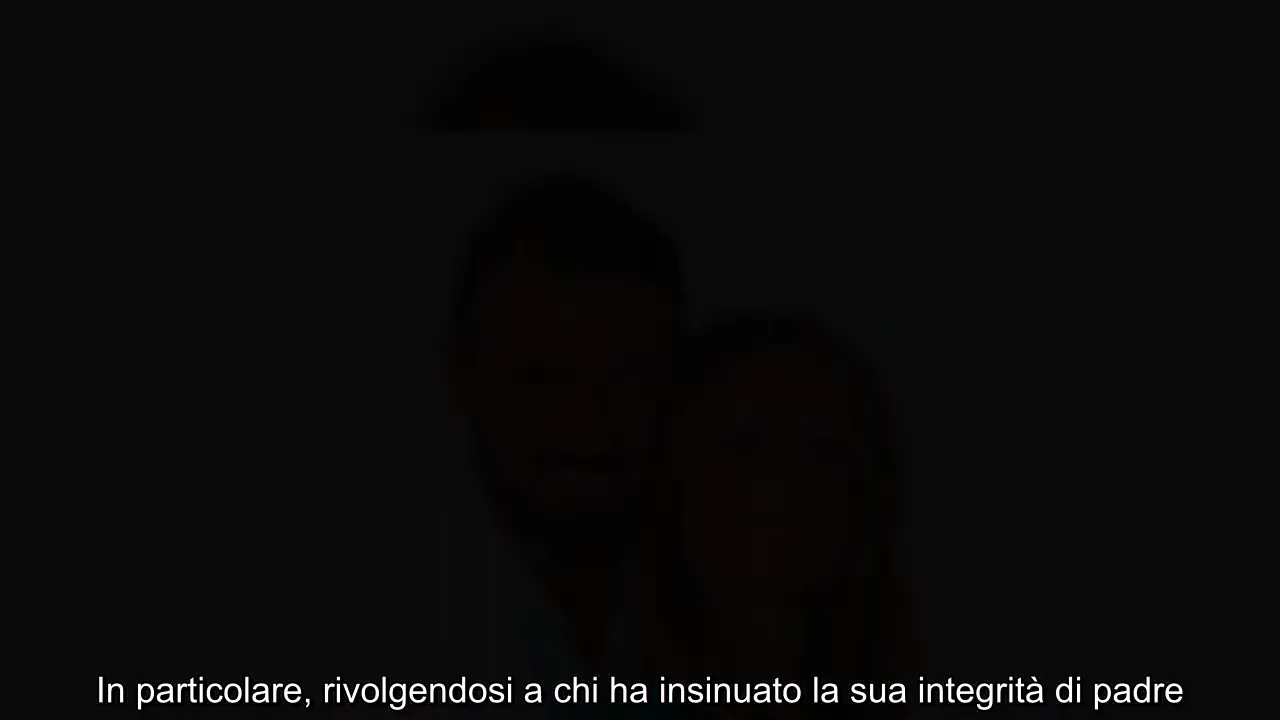 In particolare, rivolgendosi a chi ha insinuato la sua integrità di padre